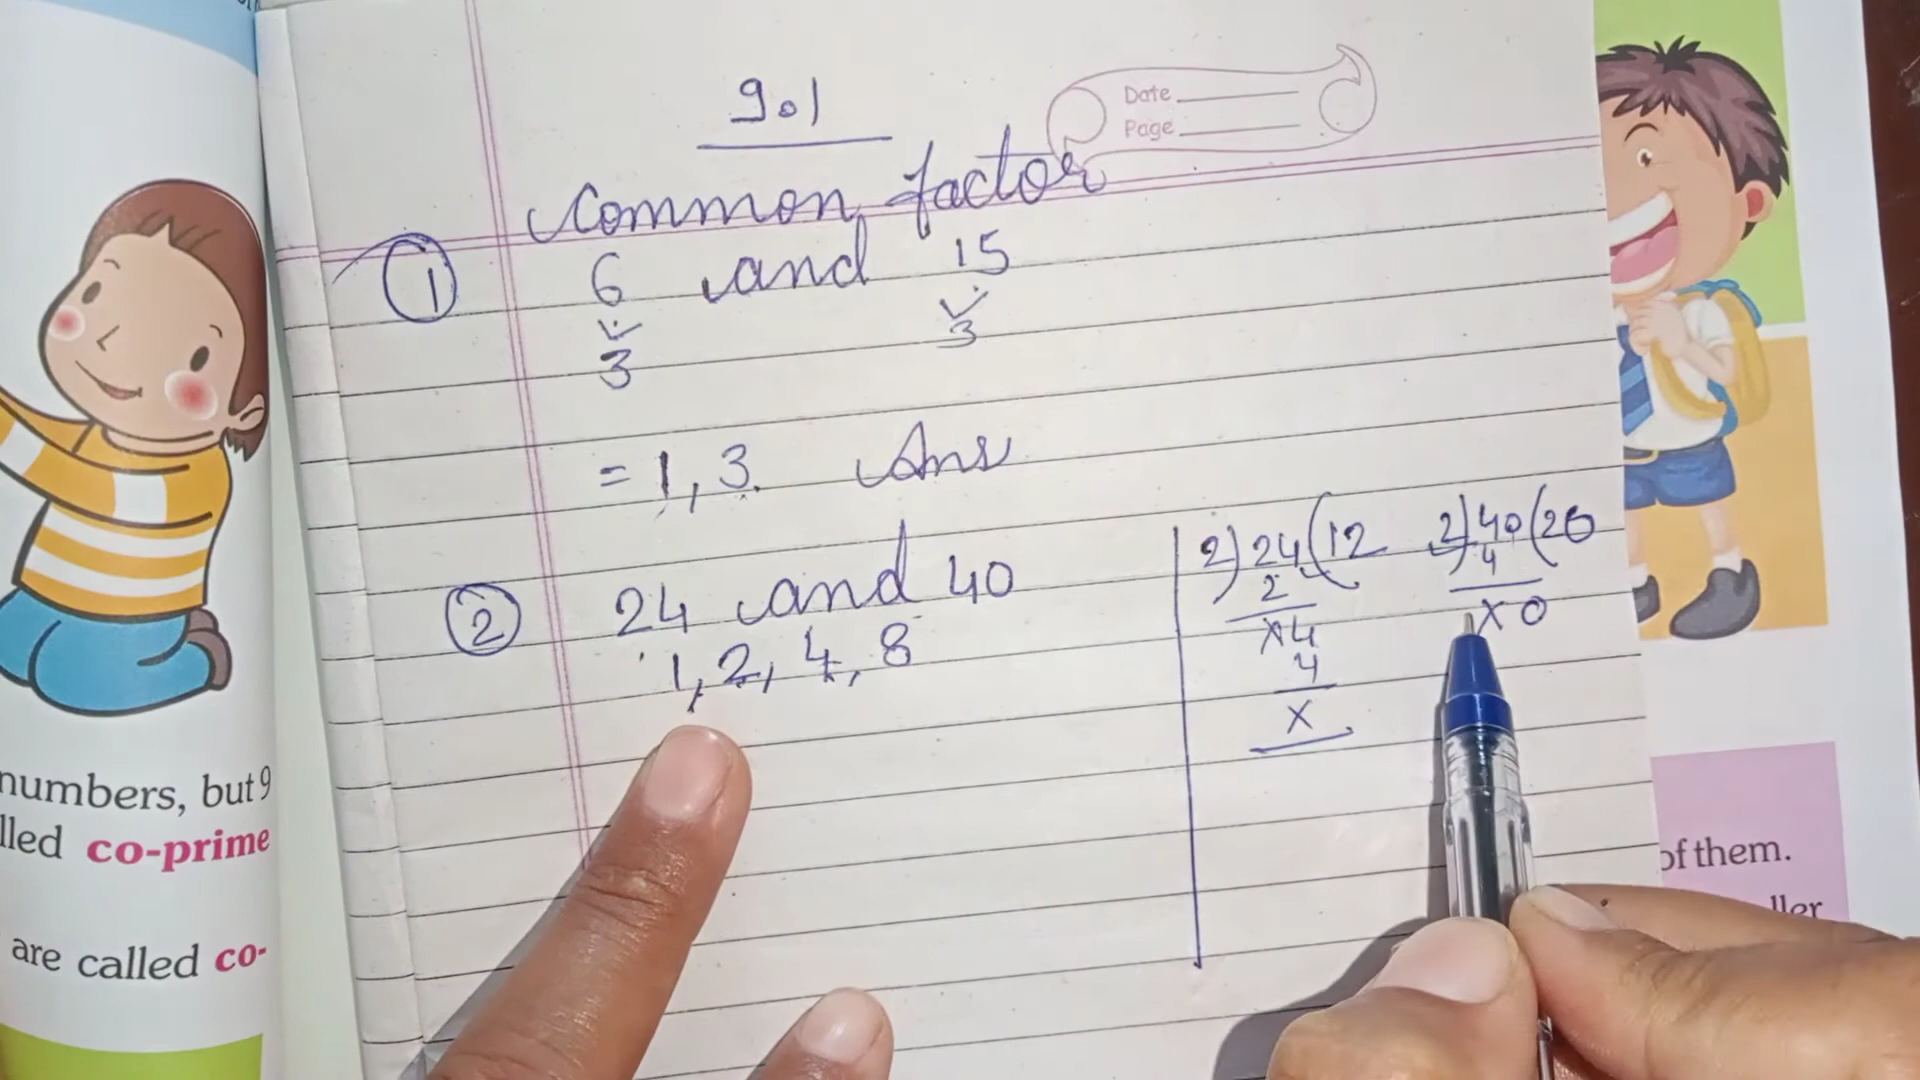 9.1
Date
Page
Common factor
① 6 and 15
3 3
= 1, 3. Ans
② 24 and 40
1, 2, 4, 8
2) 24 (12
2
x4
4
x
2) 40 (20
4
x0
numbers, but 9
lled co-prime
are called co-
of them.
ller